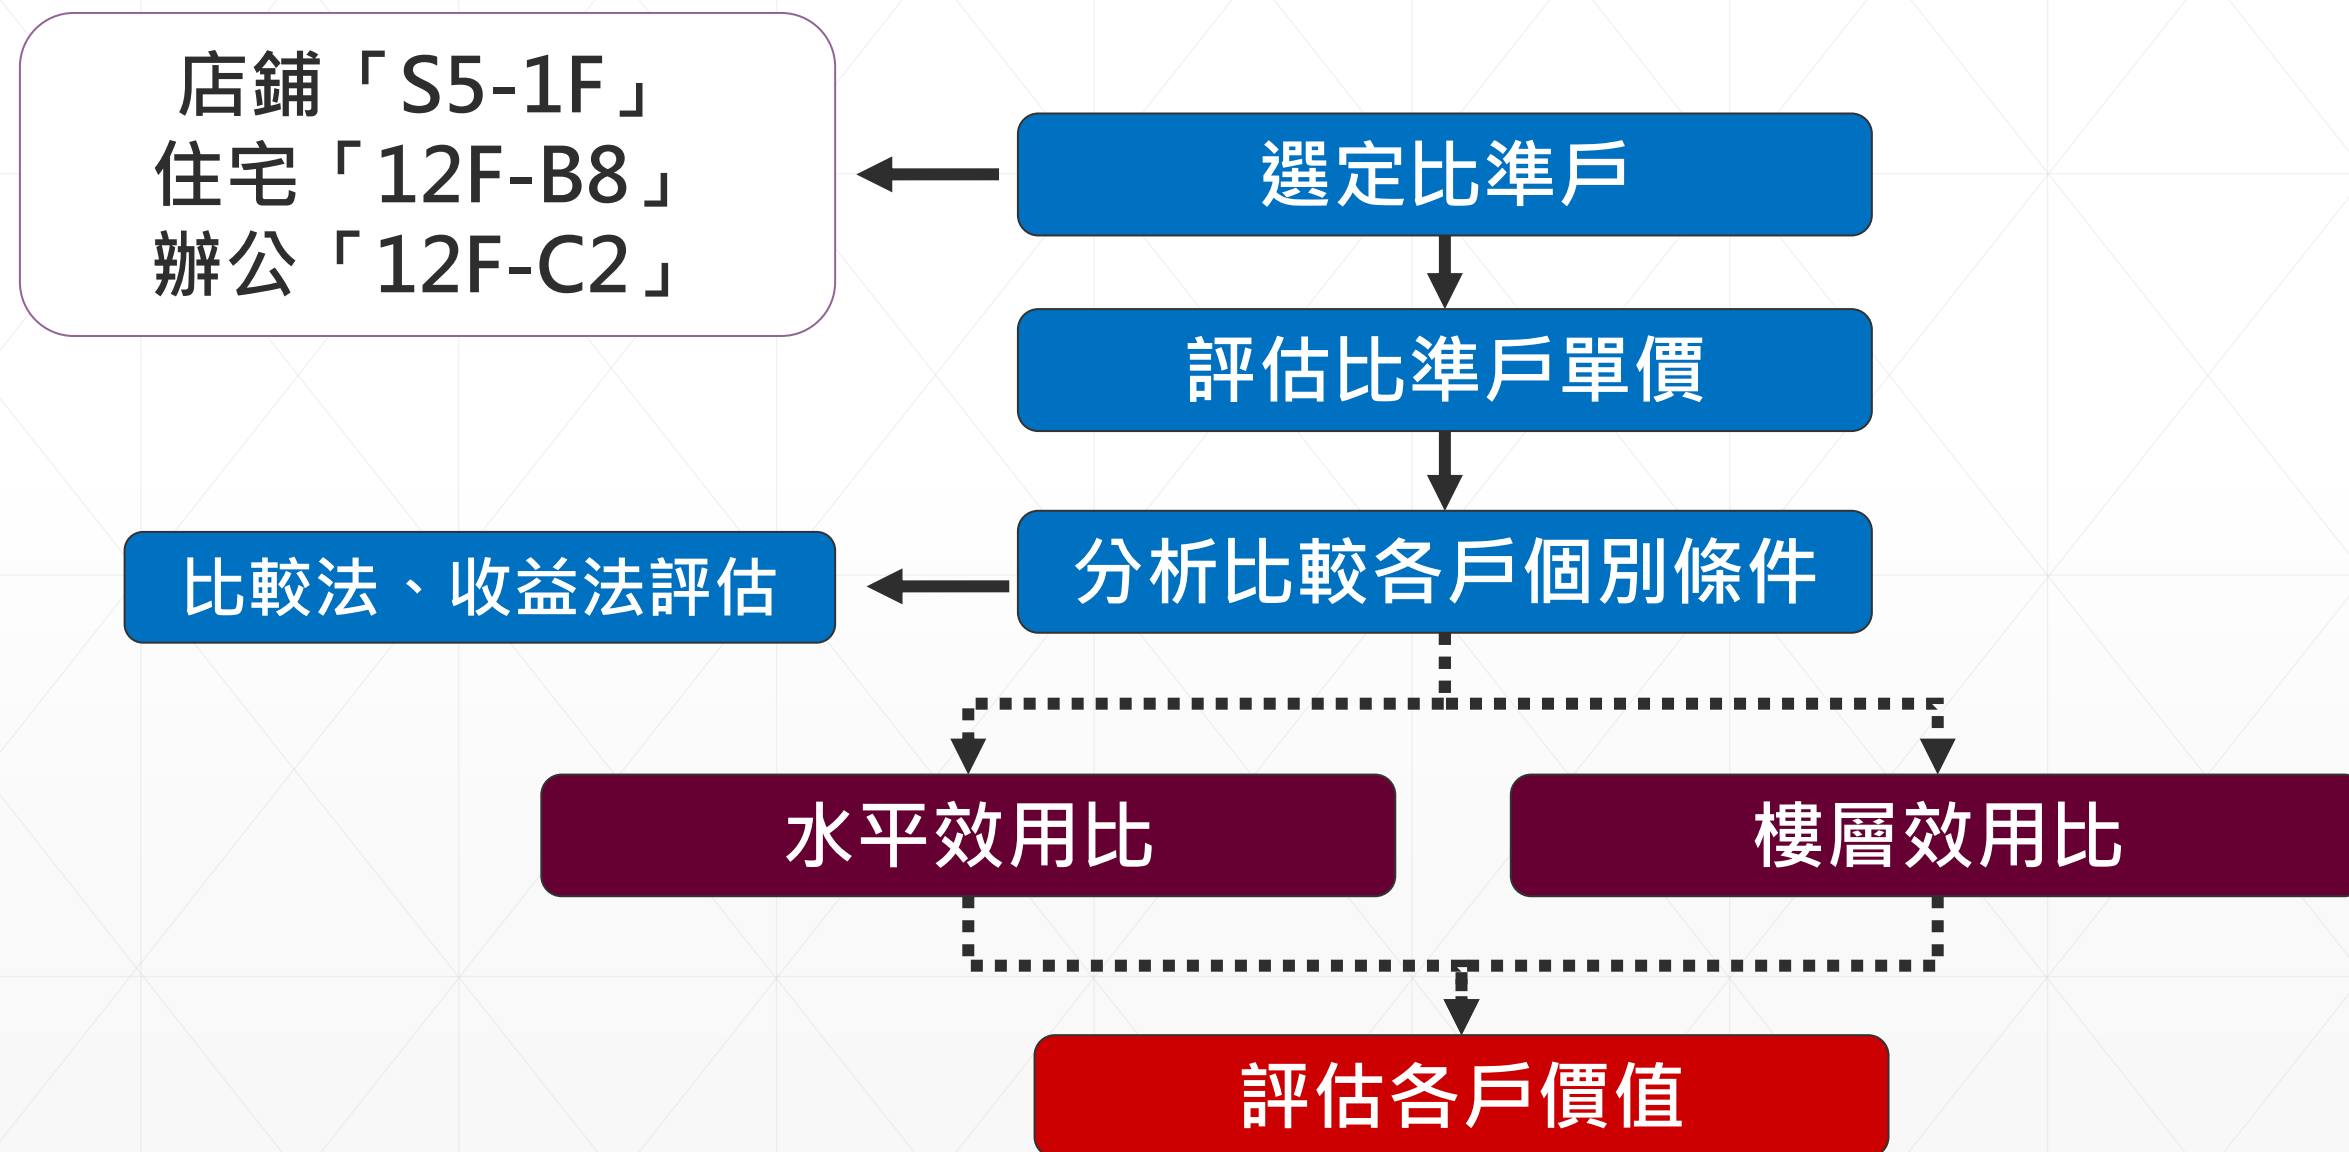 店鋪「S5-1F」
住宅「12F-B8」
辦公「12F-C2」
選定比準戶
評估比準戶單價
分析比較各戶個別條件
比較法、收益法評估
水平效用比
樓層效用比
評估各戶價值